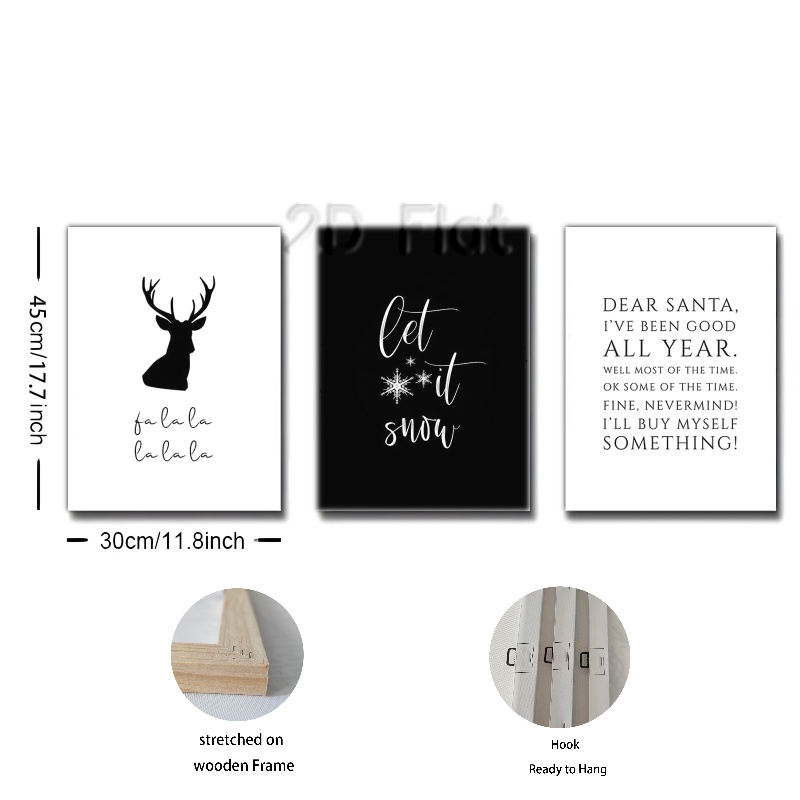 2D Flat
45cm/17.7inch
fa la la
la la la
let
it
snow
DEAR SANTA,
I'VE BEEN GOOD
ALL YEAR.
WELL MOST OF THE TIME.
OK SOME OF THE TIME.
FINE, NEVERMIND!
I'LL BUY MYSELF
SOMETHING!
30cm/11.8inch
stretched on
wooden Frame
Hook
Ready to Hang